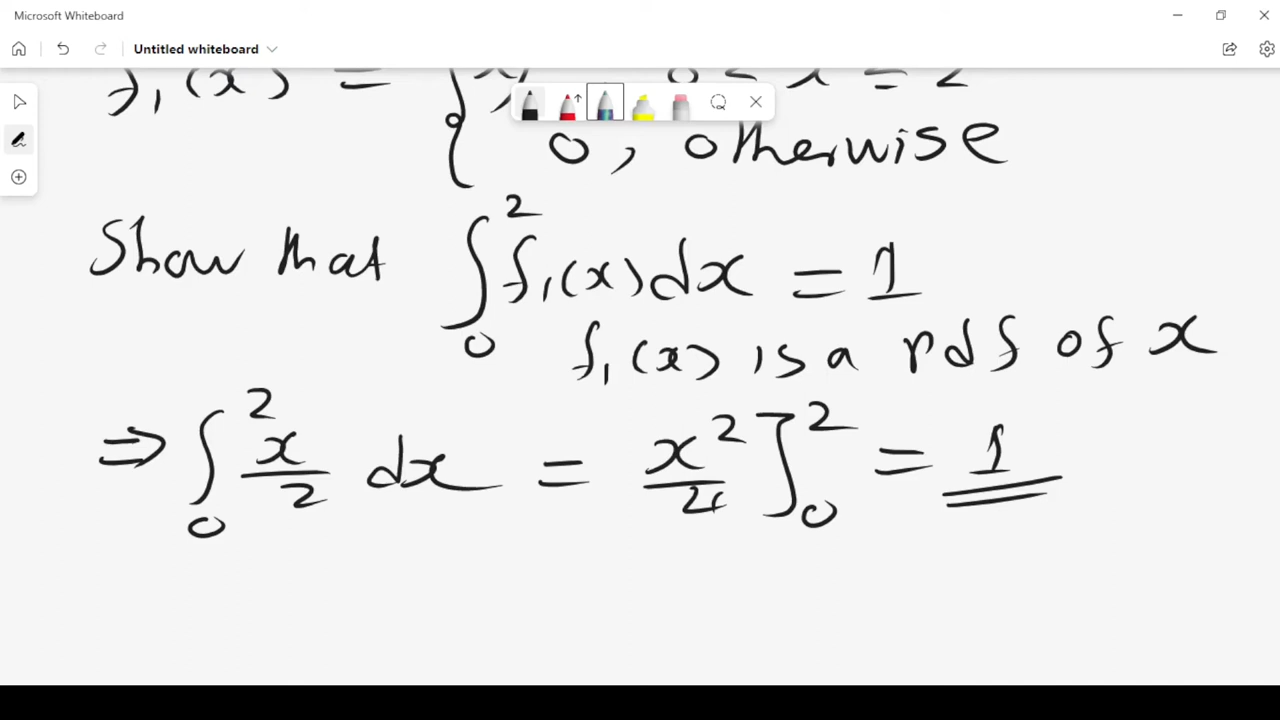 Microsoft Whiteboard
Untitled whiteboard
f₁(x) = {
0, otherwise
Show that ∫₀² f₁(x)dx = 1
f₁(x) is a pdf of x
⇒ ∫₀² x/2 dx = x²/4 ]₀² = 1